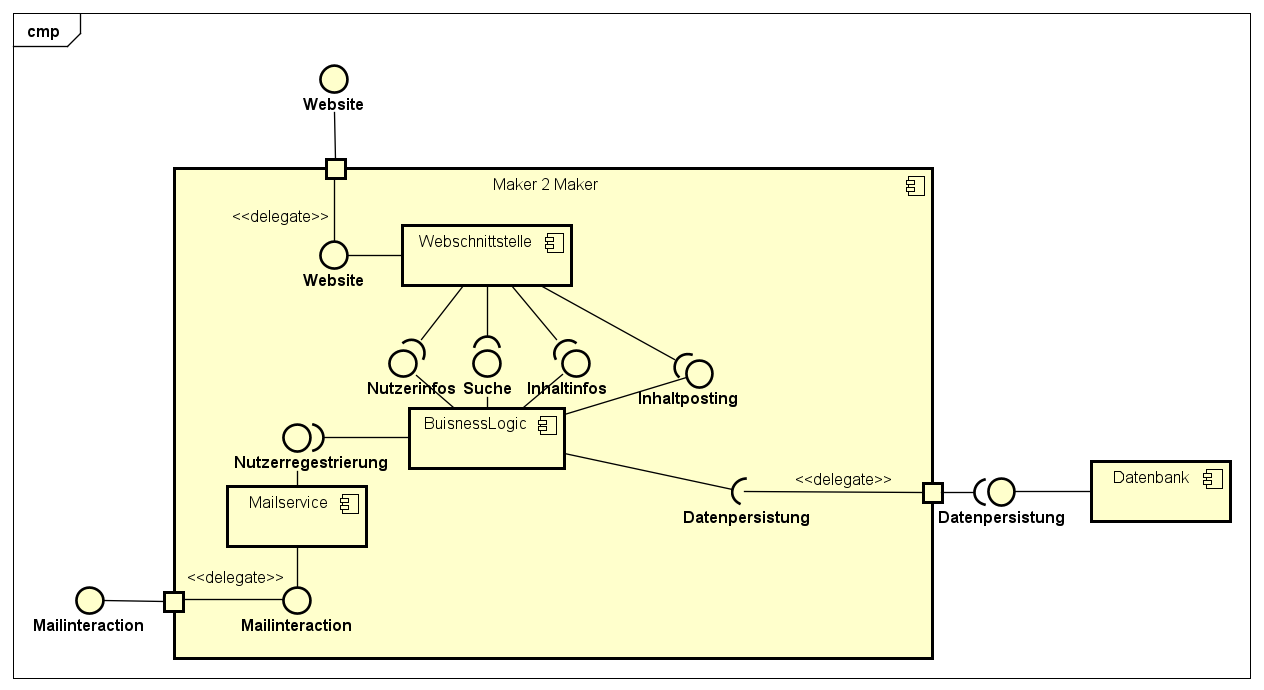 cmp
Website
Maker 2 Maker
<<delegate>>
Webschnittstelle
Website
Nutzerinfos
Suche
Inhaltinfos
Inhaltposting
BuisnessLogic
Nutzerregestrierung
Mailservice
<<delegate>>
Datenpersistung
Datenpersistung
Datenbank
<<delegate>>
Mailinteraction
Mailinteraction